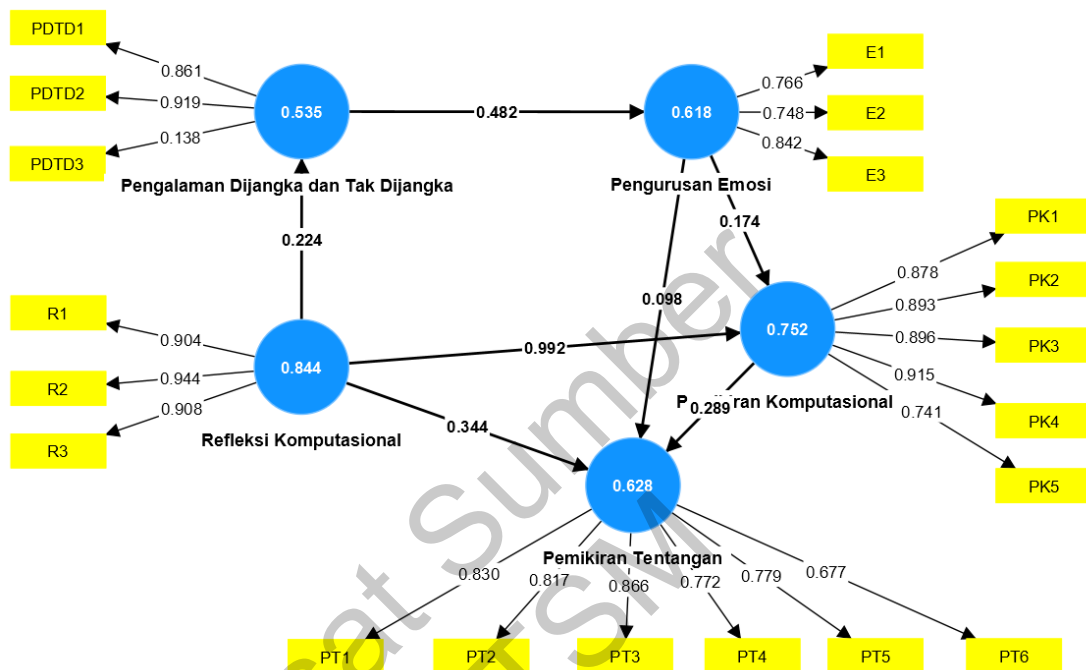 PDTD1
PDTD2
PDTD3
0.861
0.919
0.138
0.535
Pengalaman Dijangka dan Tak Dijangka
0.482
0.618
Pengurusan Emosi
0.766
0.748
0.842
E1
E2
E3
0.224
0.174
0.098
R1
R2
R3
0.904
0.944
0.908
0.844
Refleksi Komputasional
0.992
0.344
0.752
Komputasional
0.289
0.878
0.893
0.896
0.915
0.741
PK1
PK2
PK3
PK4
PK5
0.628
Pemikiran Tentangan
0.830
0.817
0.866
0.772
0.779
0.677
PT1
PT2
PT3
PT4
PT5
PT6
Sumber